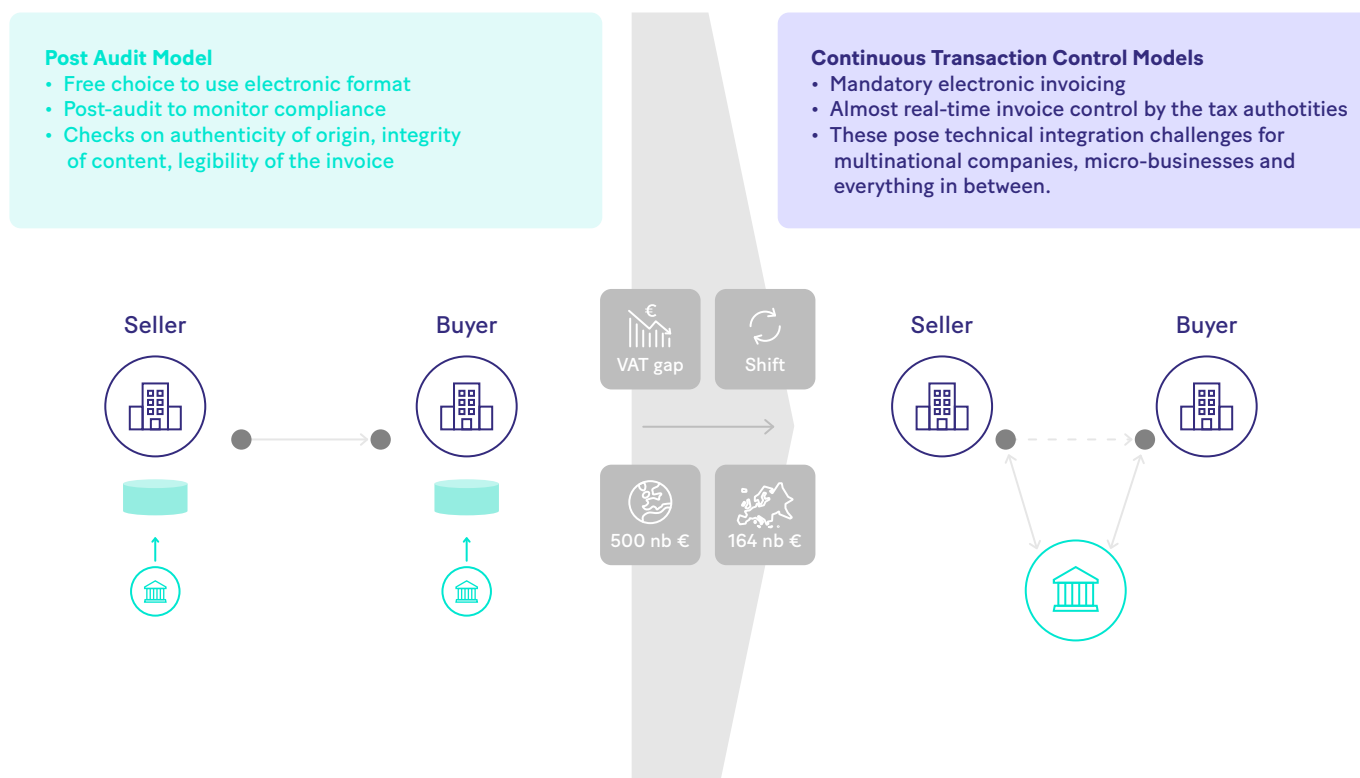 Post Audit Model
• Free choice to use electronic format
• Post-audit to monitor compliance
• Checks on authenticity of origin, integrity
of content, legibility of the invoice
Continuous Transaction Control Models
• Mandatory electronic invoicing
• Almost real-time invoice control by the tax authotities
• These pose technical integration challenges for
multinational companies, micro-businesses and
everything in between.
Seller
Buyer
€
VAT gap
Shift
500 nb €
164 nb €
Seller
Buyer